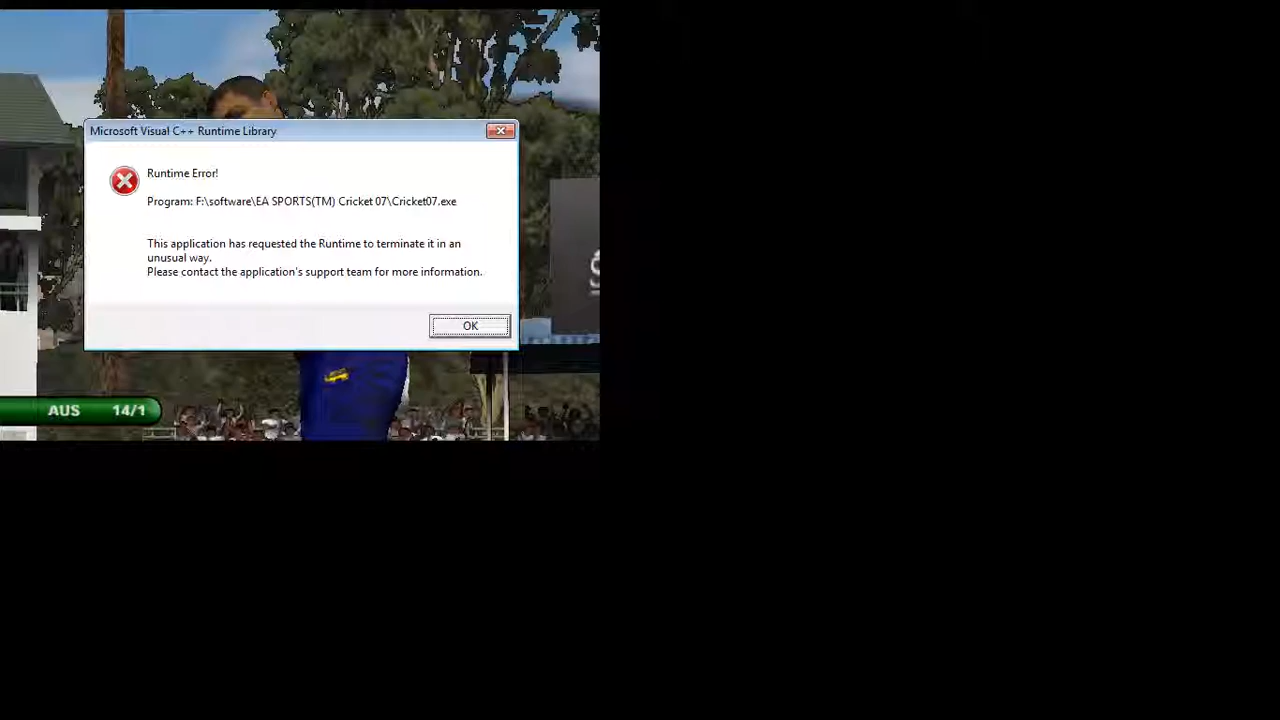 Microsoft Visual C++ Runtime Library
Runtime Error!
Program: F:\software\EA SPORTS(TM) Cricket 07\Cricket07.exe
This application has requested the Runtime to terminate it in an
unusual way.
Please contact the application's support team for more information.
OK
AUS 14/1